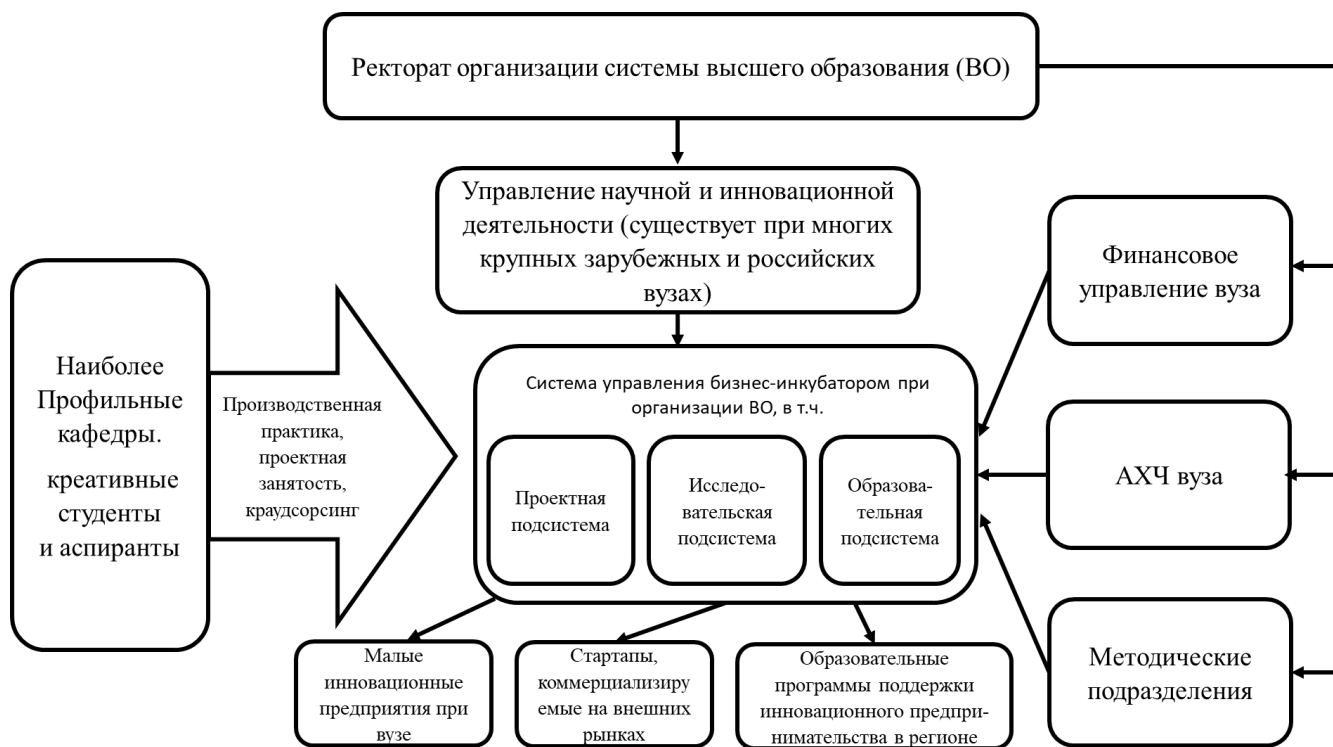 Ректорат организации системы высшего образования (ВО)
Управление научной и инновационной
деятельности (существует при многих
крупных зарубежных и российских
вузах)
Финансовое
управление вуза
Наиболее
Профильные
кафедры.
креативные
студенты
и аспиранты
Производственная
практика,
проектная
занятость,
краудсорсинг
Система управления бизнес-инкубатором при
организации ВО, в т.ч.
Проектная
подсистема
Исследо-
вательская
подсистема
Образова-
тельная
подсистема
АХЧ вуза
Методические
подразделения
Малые
инновационные
предприятия при
вузе
Стартапы,
коммерциализиру
емые на внешних
рынках
Образовательные
программы поддержки
инновационного предпри-
нимательства в регионе